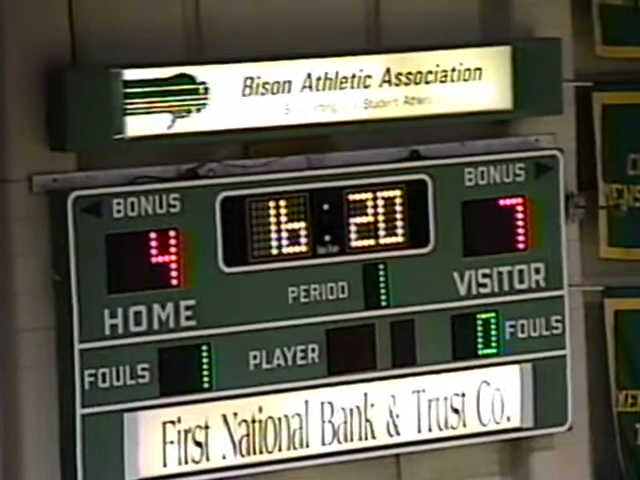 Bison Athletic Association
Student
BONUS
16:20
BONUS
4
7
HOME
PERIOD 1
VISITOR
FOULS 1
PLAYER
0 FOULS
First National Bank & Trust Co.